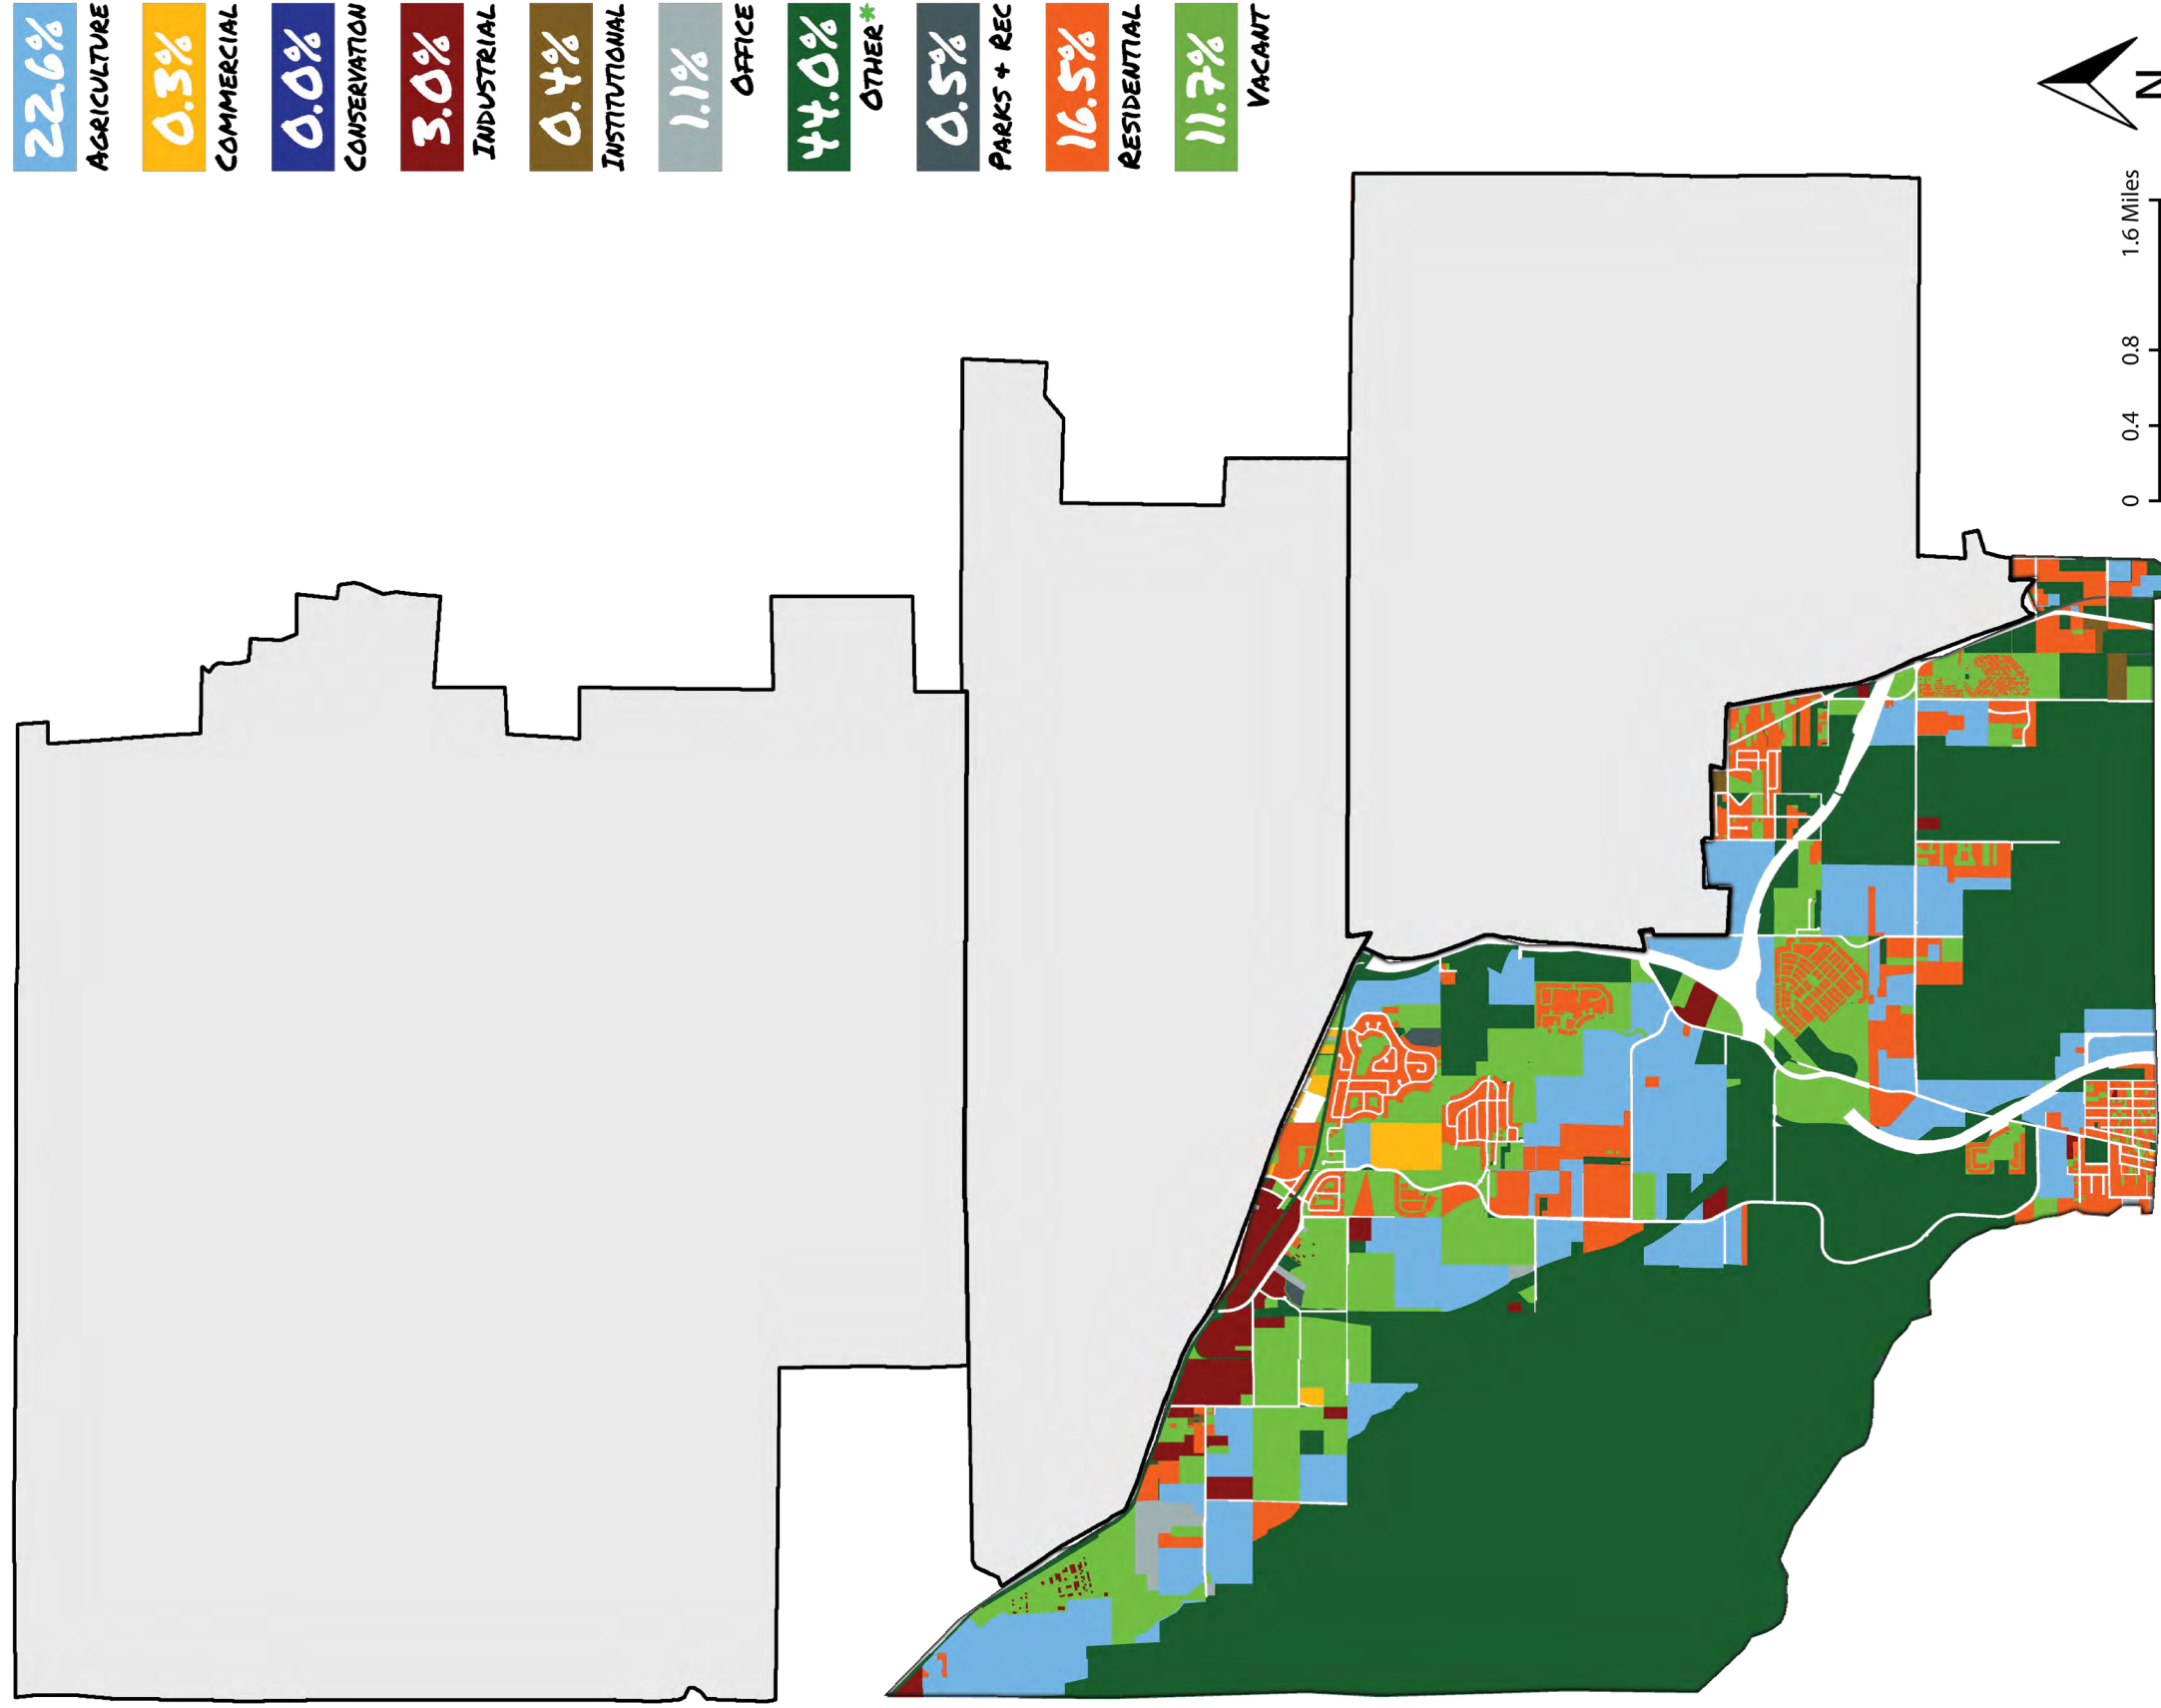 22.6%
AGRICULTURE
0.3%
COMMERCIAL
0.0%
CONSERVATION
3.0%
INDUSTRIAL
0.4%
INSTITUTIONAL
1.1%
OFFICE
44.0%
OTHER*
0.5%
PARKS + REC
16.5%
RESIDENTIAL
11.7%
VACANT
N
0 0.4 0.8 1.6 Miles